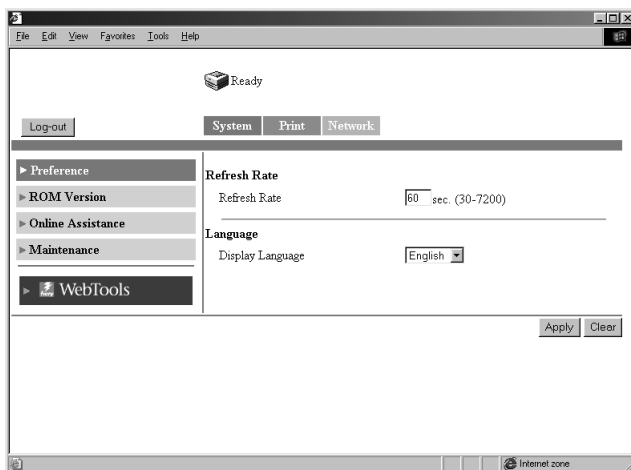 File Edit View Favorites Tools Help
Ready
Log-out
System Print Network
Preference
ROM Version
Online Assistance
Maintenance
WebTools
Refresh Rate
Refresh Rate 60 sec. (30-7200)
Language
Display Language English
Apply Clear
Internet zone